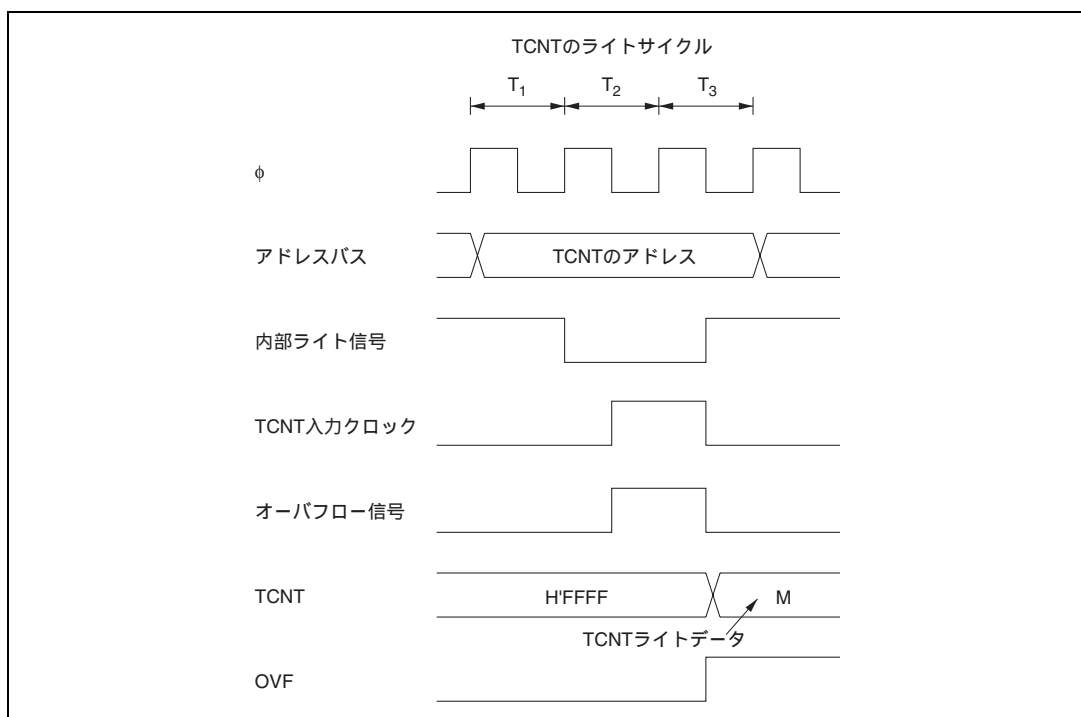 TCNTのライトサイクル
T1 T2 T3
φ
アドレスバス
TCNTのアドレス
内部ライト信号
TCNT入力クロック
オーバフロー信号
TCNT
H'FFFF
M
TCNTライトデータ
OVF